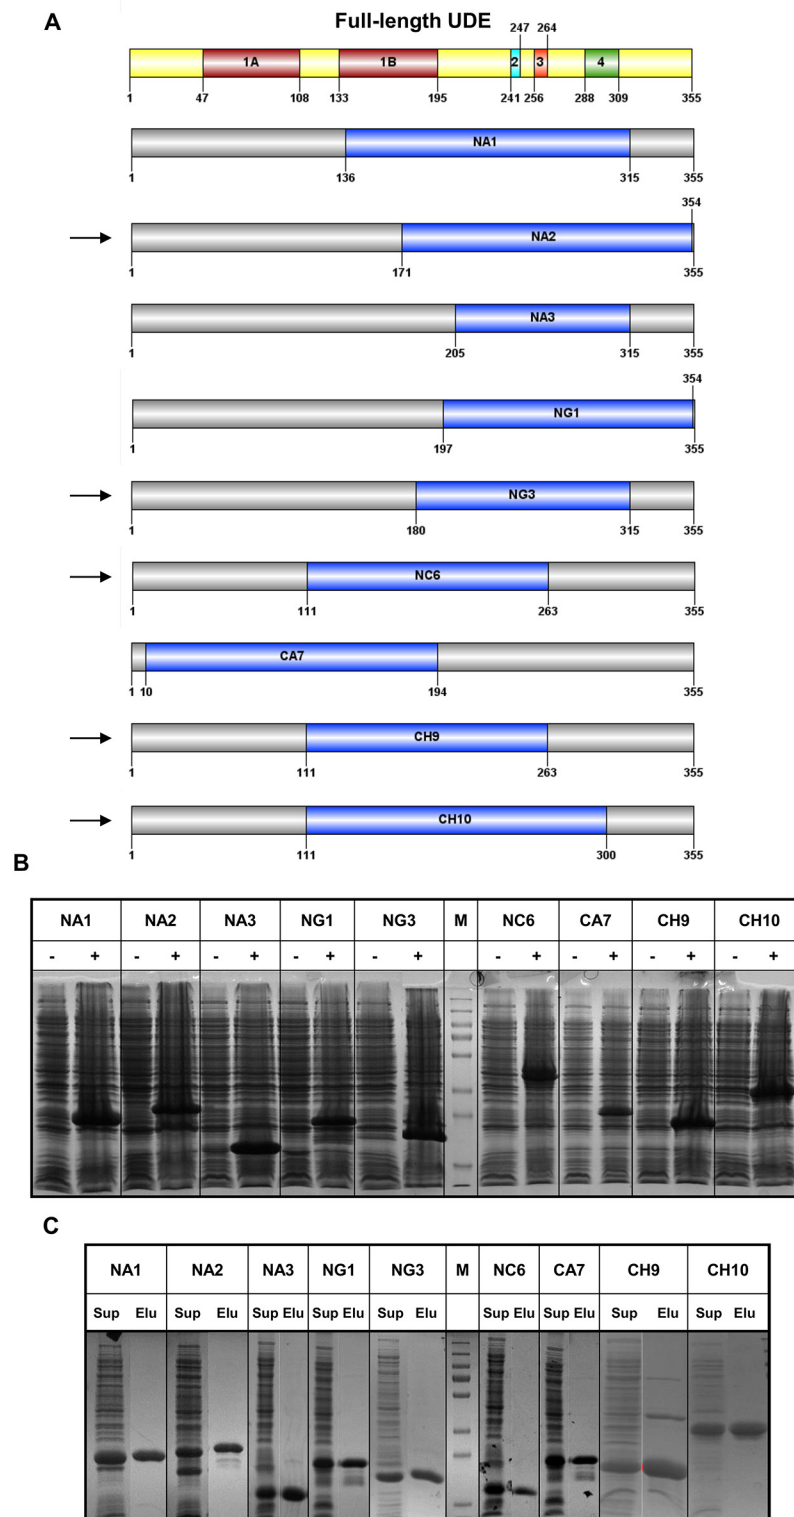 A
Full-length UDE
247 264
1A 1B 2 3 4
1 47 108 133 195 241 256 288 309 355
NA1
1 136 315 355
354
NA2
1 171 355
NA3
1 205 315 355
354
NG1
1 197 355
NG3
1 180 315 355
NC6
1 111 263 355
CA7
1 10 194 355
CH9
1 111 263 355
CH10
1 111 300 355
B
NA1 NA2 NA3 NG1 NG3 M NC6 CA7 CH9 CH10
- + - + - + - + - + - + - + - + - +
C
NA1 NA2 NA3 NG1 NG3 M NC6 CA7 CH9 CH10
Sup Elu Sup Elu Sup Elu Sup Elu Sup Elu Sup Elu Sup Elu Sup Elu Sup Elu